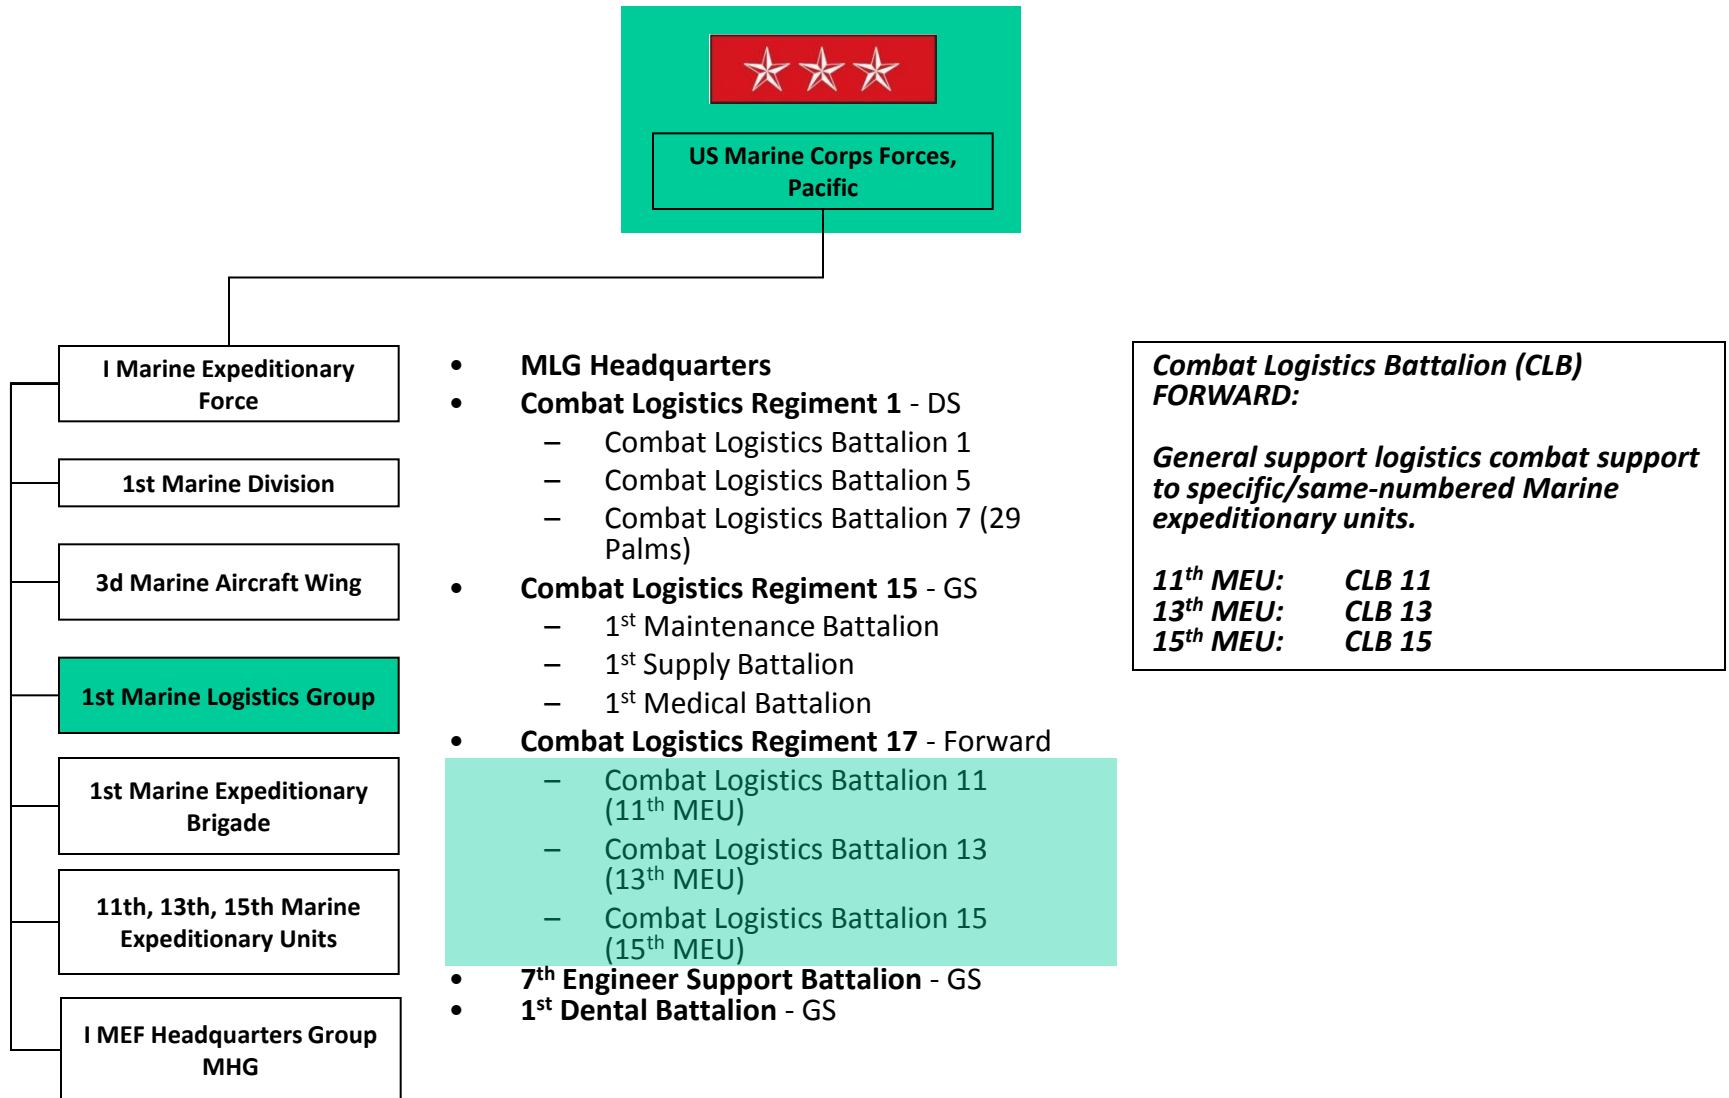 US Marine Corps Forces,
Pacific
I Marine Expeditionary
Force
1st Marine Division
3d Marine Aircraft Wing
1st Marine Logistics Group
1st Marine Expeditionary
Brigade
11th, 13th, 15th Marine
Expeditionary Units
I MEF Headquarters Group
MHG
• MLG Headquarters
• Combat Logistics Regiment 1 - DS
– Combat Logistics Battalion 1
– Combat Logistics Battalion 5
– Combat Logistics Battalion 7 (29
Palms)
• Combat Logistics Regiment 15 - GS
– 1st Maintenance Battalion
– 1st Supply Battalion
– 1st Medical Battalion
• Combat Logistics Regiment 17 - Forward
– Combat Logistics Battalion 11
(11th MEU)
– Combat Logistics Battalion 13
(13th MEU)
– Combat Logistics Battalion 15
(15th MEU)
• 7th Engineer Support Battalion - GS
• 1st Dental Battalion - GS
Combat Logistics Battalion (CLB)
FORWARD:
General support logistics combat support
to specific/same-numbered Marine
expeditionary units.
11th MEU: CLB 11
13th MEU: CLB 13
15th MEU: CLB 15